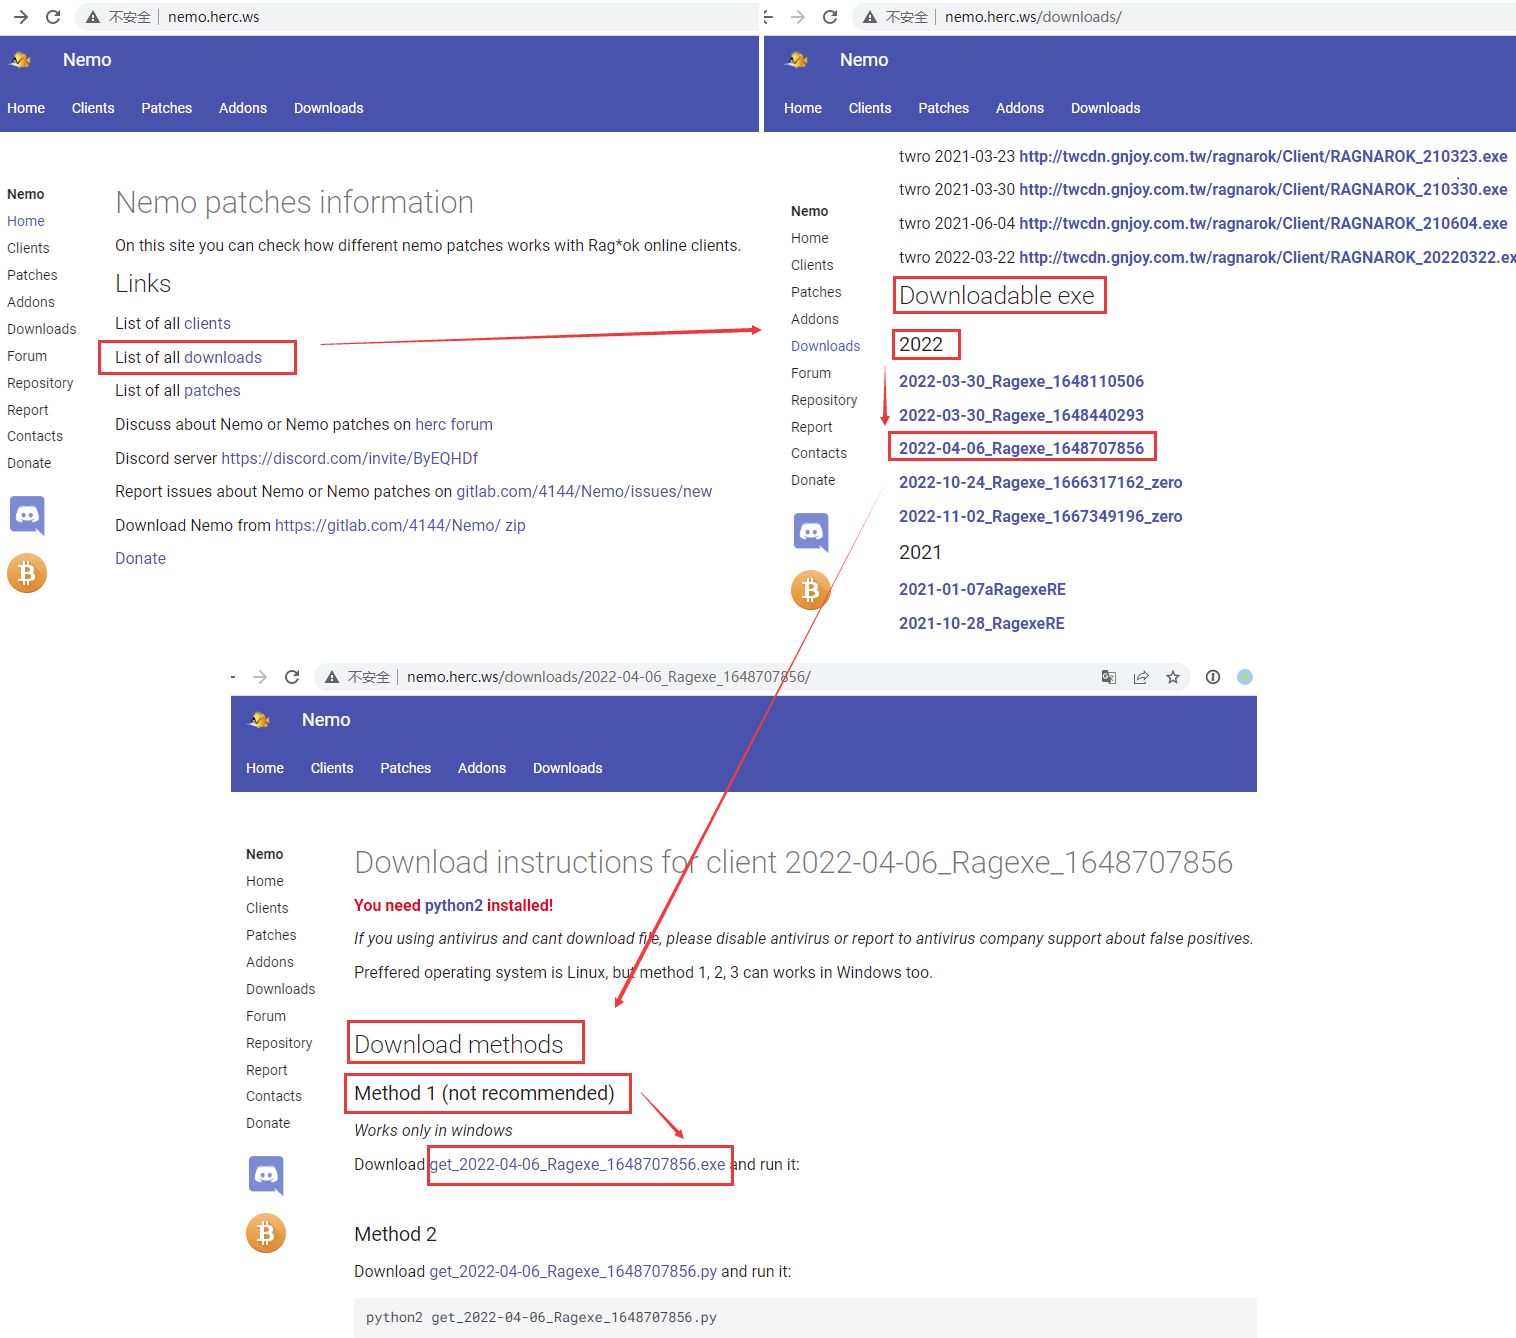 不安全 nemo.herc.ws
Nemo
Home Clients Patches Addons Downloads
Nemo
Home
Clients
Patches
Addons
Downloads
Forum
Repository
Report
Contacts
Donate
Nemo patches information
On this site you can check how different nemo patches works with Rag*ok online clients.
Links
List of all clients
List of all downloads
List of all patches
Discuss about Nemo or Nemo patches on herc forum
Discord server https://discord.com/invite/ByEQHDf
Report issues about Nemo or Nemo patches on gitlab.com/4144/Nemo/issues/new
Download Nemo from https://gitlab.com/4144/Nemo/ zip
Donate
不安全 nemo.herc.ws/downloads/
Nemo
Home Clients Patches Addons Downloads
Nemo
Home
Clients
Patches
Addons
Downloads
Forum
Repository
Report
Contacts
Donate
twro 2021-03-23 http://twcdn.gnjoy.com.tw/ragnarok/Client/RAGNAROK_210323.exe
twro 2021-03-30 http://twcdn.gnjoy.com.tw/ragnarok/Client/RAGNAROK_210330.exe
twro 2021-06-04 http://twcdn.gnjoy.com.tw/ragnarok/Client/RAGNAROK_210604.exe
twro 2022-03-22 http://twcdn.gnjoy.com.tw/ragnarok/Client/RAGNAROK_20220322.ex
Downloadable exe
2022
2022-03-30_Ragexe_1648110506
2022-03-30_Ragexe_1648440293
2022-04-06_Ragexe_1648707856
2022-10-24_Ragexe_1666317162_zero
2022-11-02_Ragexe_1667349196_zero
2021
2021-01-07aRagexeRE
2021-10-28_RagexeRE
不安全 nemo.herc.ws/downloads/2022-04-06_Ragexe_1648707856/
Nemo
Home Clients Patches Addons Downloads
Nemo
Home
Clients
Patches
Addons
Downloads
Forum
Repository
Report
Contacts
Donate
Download instructions for client 2022-04-06_Ragexe_1648707856
You need python2 installed!
If you using antivirus and cant download file, please disable antivirus or report to antivirus company support about false positives.
Preffered operating system is Linux, but method 1, 2, 3 can works in Windows too.
Download methods
Method 1 (not recommended)
Works only in windows
Download get_2022-04-06_Ragexe_1648707856.exe and run it:
Method 2
Download get_2022-04-06_Ragexe_1648707856.py and run it:
python2 get_2022-04-06_Ragexe_1648707856.py